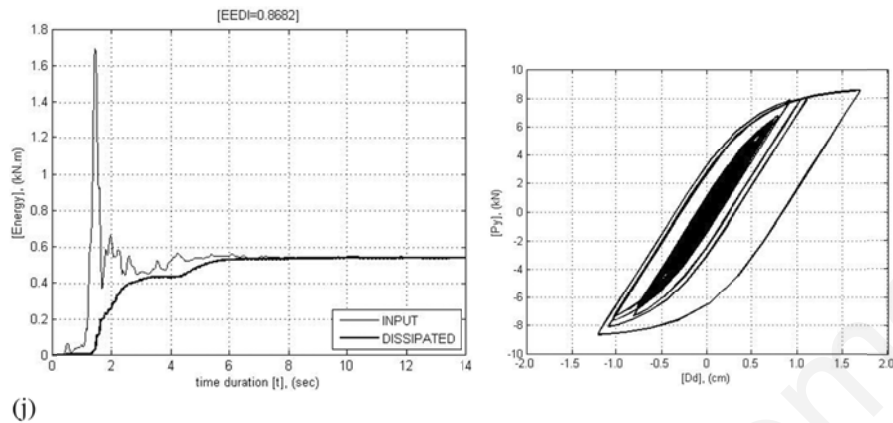 [EEDI=0.8682]
1.8
1.6
1.4
1.2
1
0.8
0.6
0.4
0.2
0
[Energy], (kN.m)
INPUT
DISSIPATED
0 2 4 6 8 10 12 14
time duration [t], (sec)
10
8
6
4
2
0
-2
-4
-6
-8
-10
[Py], (kN)
-2.0 -1.5 -1.0 -0.5 0 0.5 1.0 1.5 2.0
[Dd], (cm)
(j)